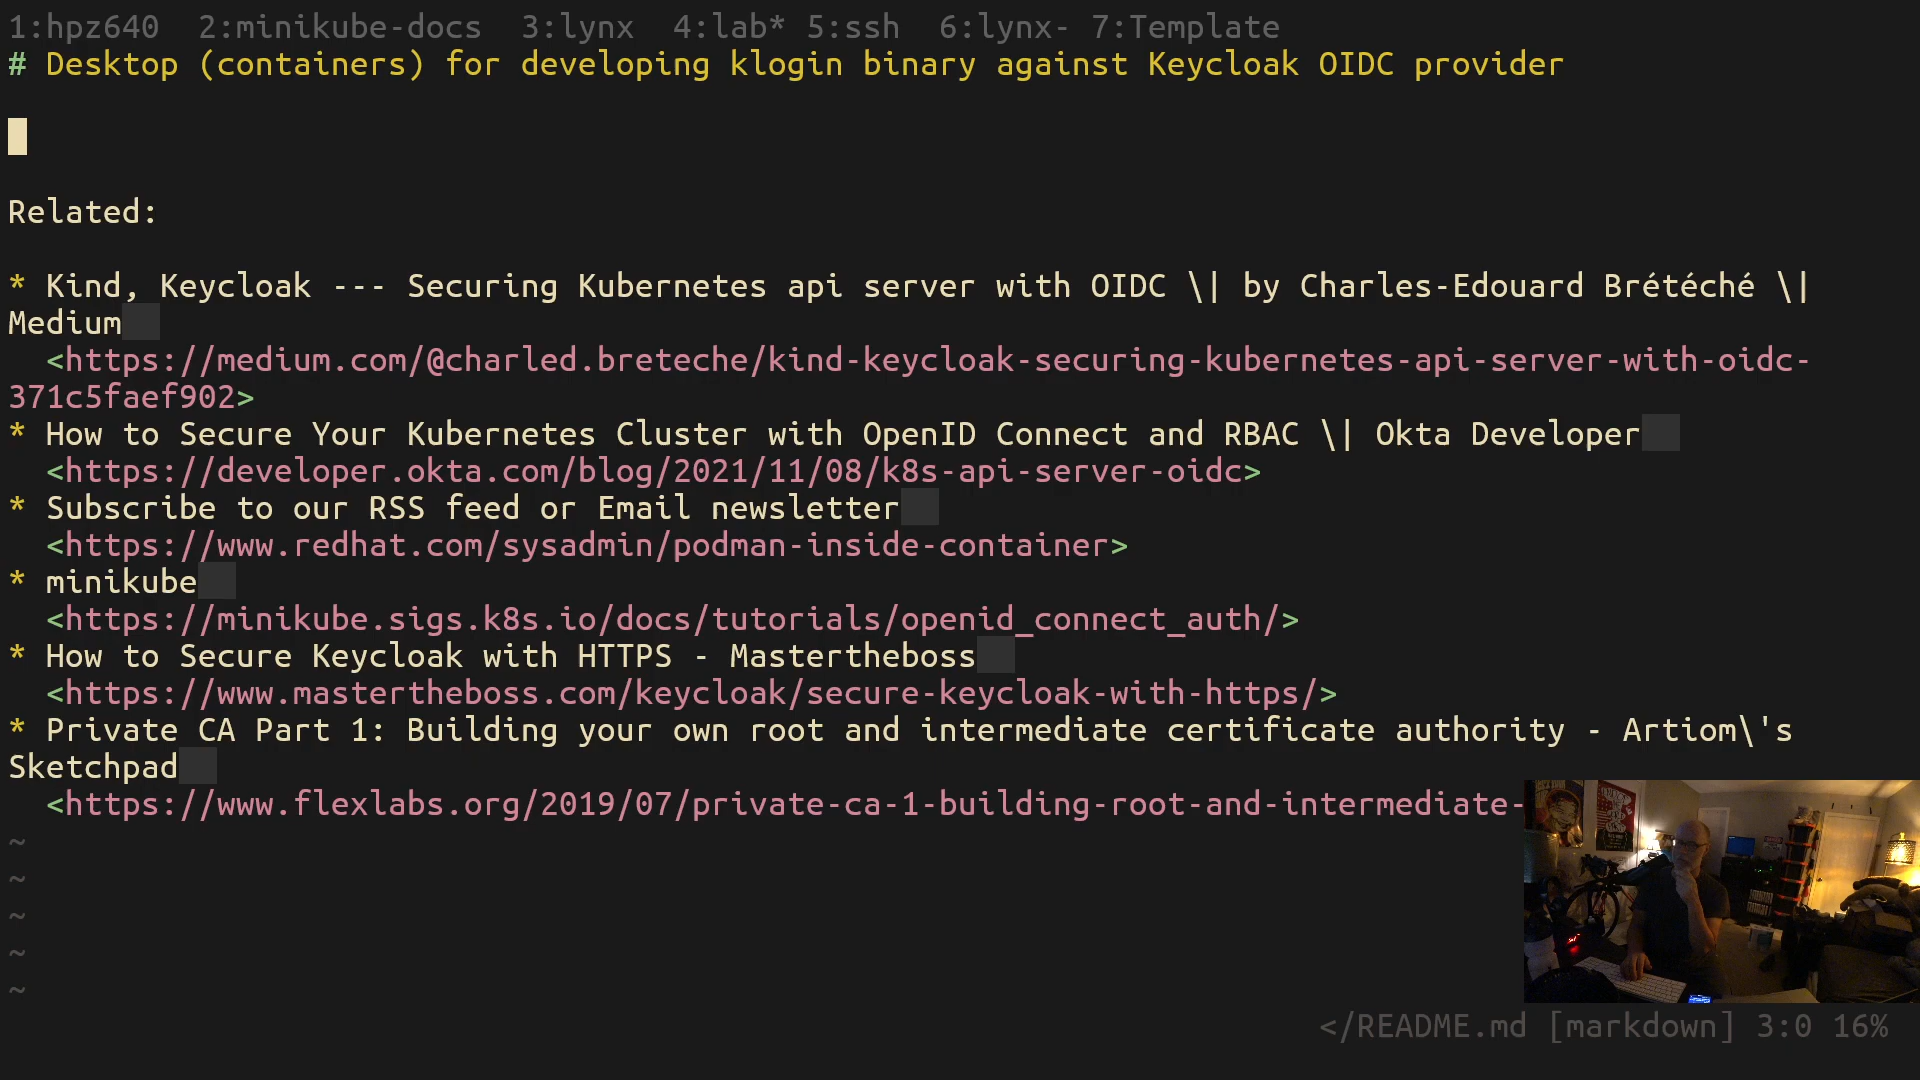 1:hpz640  2:minikube-docs  3:lynx  4:lab* 5:ssh  6:lynx- 7:Template
# Desktop (containers) for developing klogin binary against Keycloak OIDC provider
Related:
* Kind, Keycloak --- Securing Kubernetes api server with OIDC \| by Charles-Edouard Brétéché \|
Medium
  <https://medium.com/@charled.breteche/kind-keycloak-securing-kubernetes-api-server-with-oidc-
371c5faef902>
* How to Secure Your Kubernetes Cluster with OpenID Connect and RBAC \| Okta Developer
  <https://developer.okta.com/blog/2021/11/08/k8s-api-server-oidc>
* Subscribe to our RSS feed or Email newsletter
  <https://www.redhat.com/sysadmin/podman-inside-container>
* minikube
  <https://minikube.sigs.k8s.io/docs/tutorials/openid_connect_auth/>
* How to Secure Keycloak with HTTPS - Mastertheboss
  <https://www.mastertheboss.com/keycloak/secure-keycloak-with-https/>
* Private CA Part 1: Building your own root and intermediate certificate authority - Artiom\'s
Sketchpad
  <https://www.flexlabs.org/2019/07/private-ca-1-building-root-and-intermediate-
~
~
~
~
~
</README.md [markdown] 3:0 16%